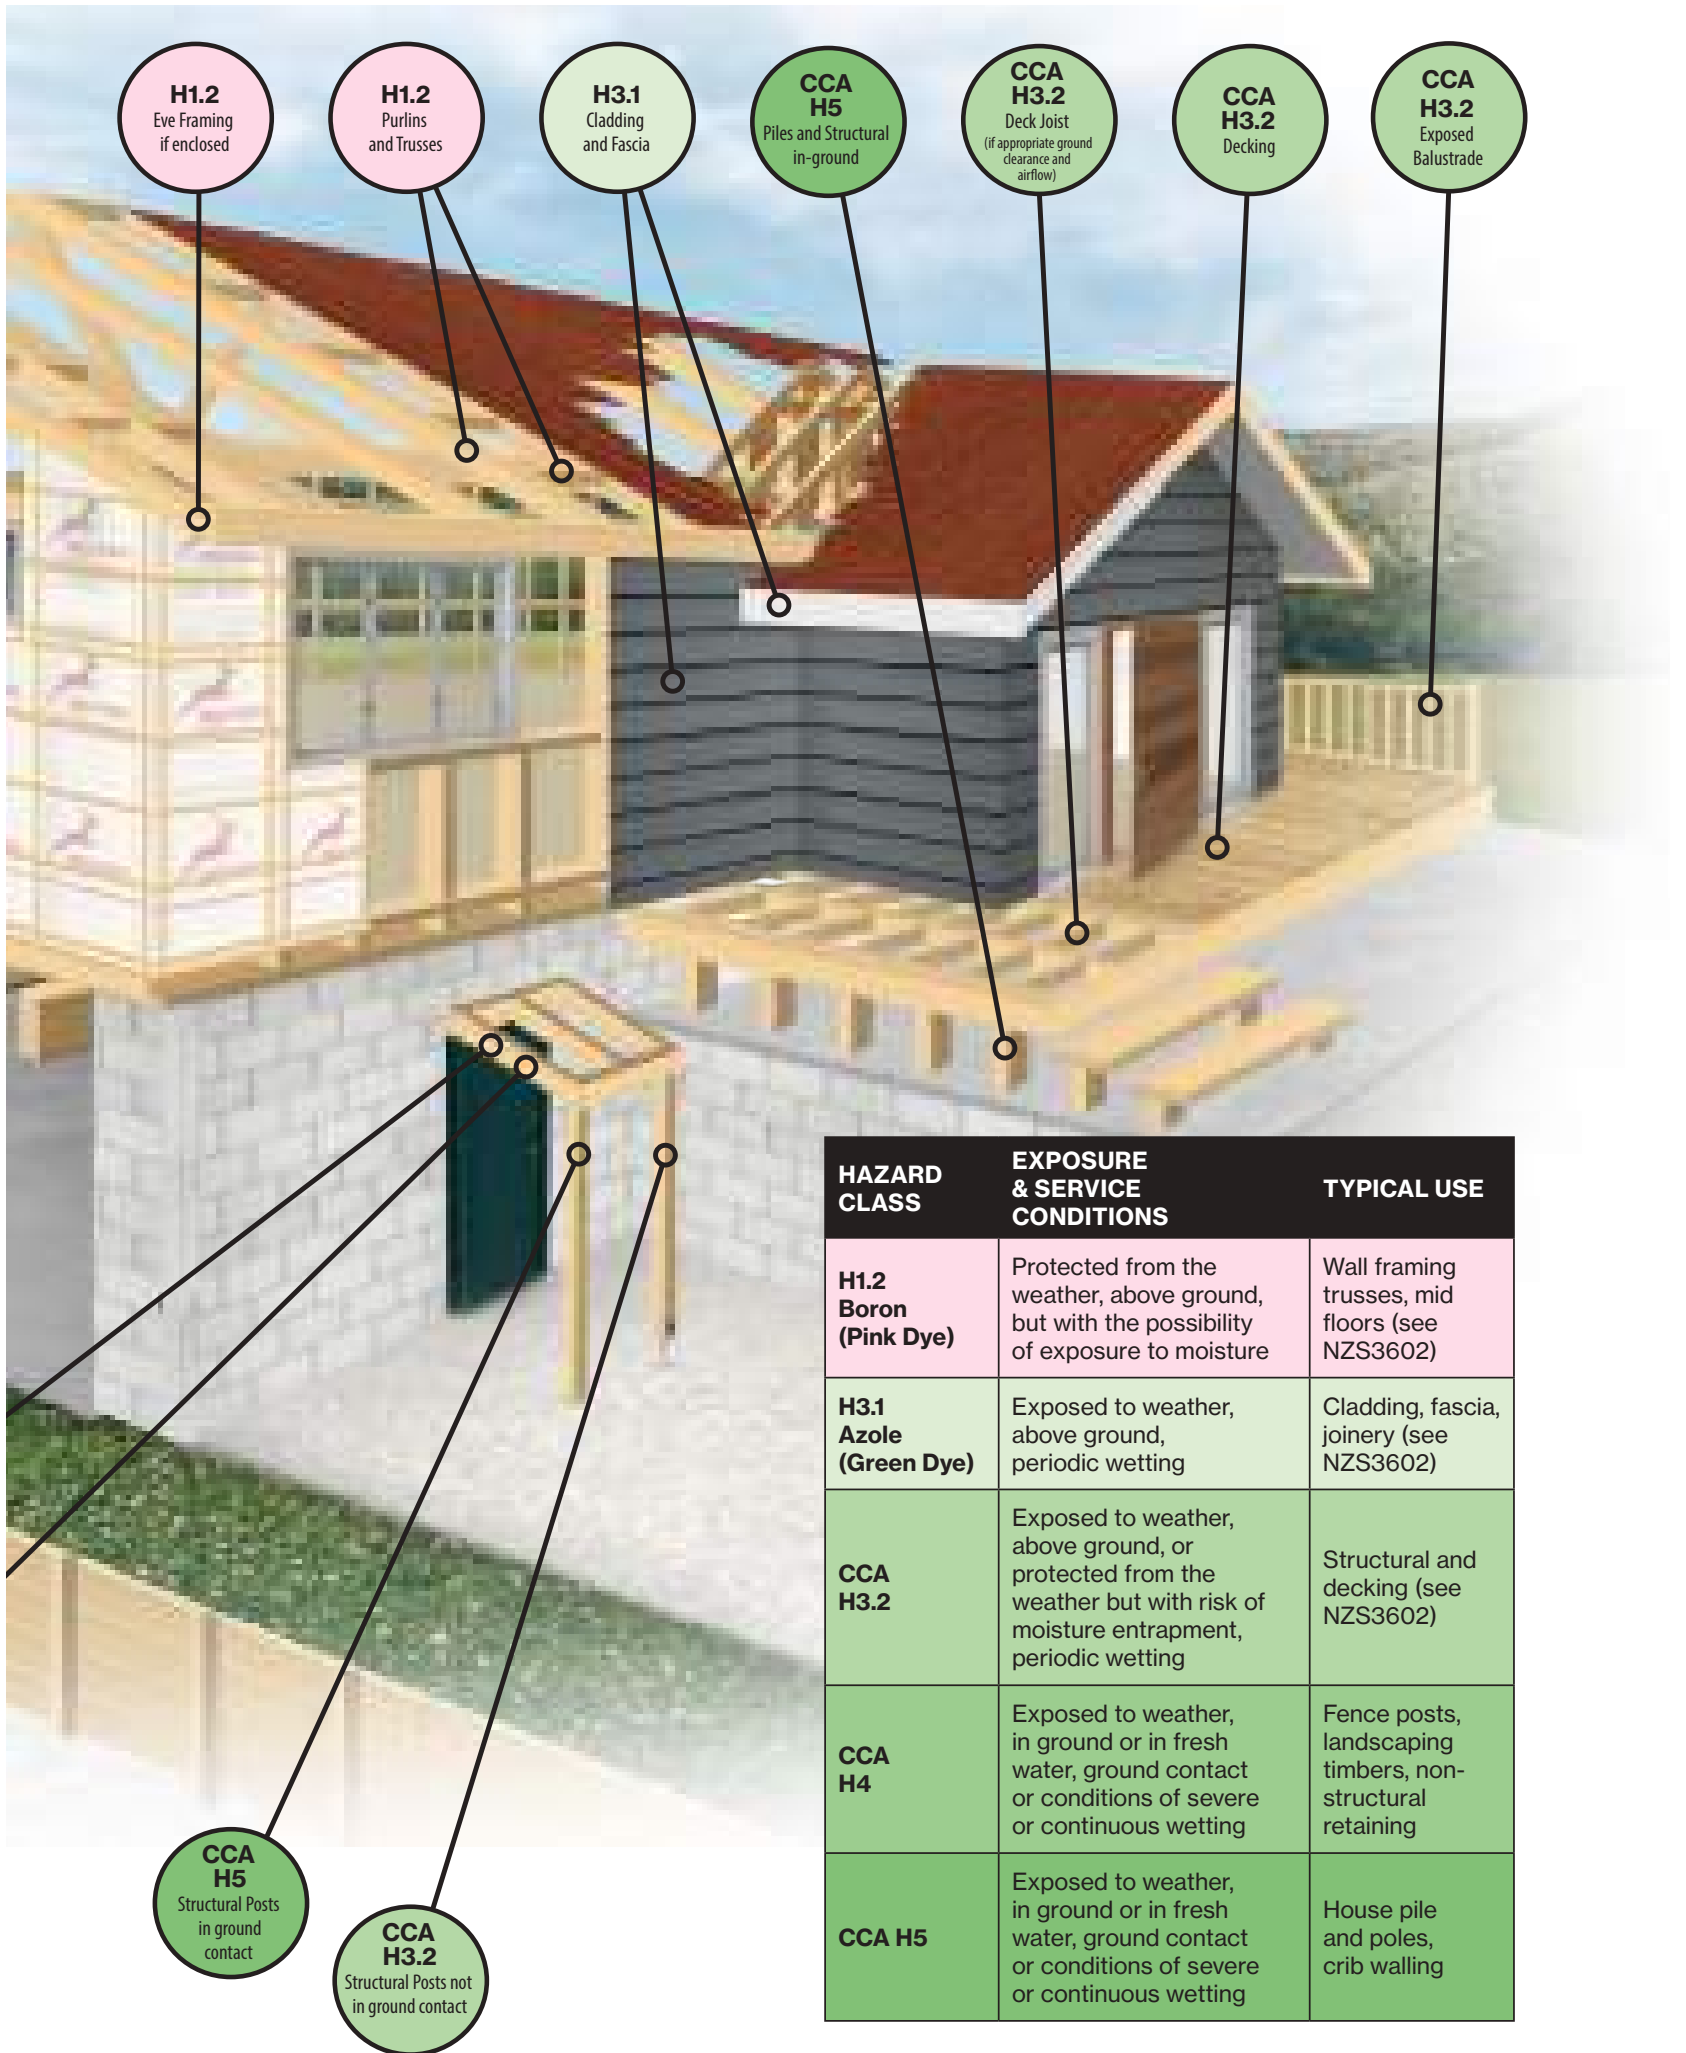 H1.2
Eve Framing
if enclosed
H1.2
Purlins
and Trusses
H3.1
Cladding
and Fascia
CCA
H5
Piles and Structural
in-ground
CCA
H3.2
Deck Joist
(if appropriate ground
clearance and
airflow)
CCA
H3.2
Decking
CCA
H3.2
Exposed
Balustrade
HAZARD
CLASS
EXPOSURE
& SERVICE
CONDITIONS
TYPICAL USE
H1.2
Boron
(Pink Dye)
Protected from the
weather, above ground,
but with the possibility
of exposure to moisture
Wall framing
trusses, mid
floors (see
NZS3602)
H3.1
Azole
(Green Dye)
Exposed to weather,
above ground,
periodic wetting
Cladding, fascia,
joinery (see
NZS3602)
CCA
H3.2
Exposed to weather,
above ground, or
protected from the
weather but with risk of
moisture entrapment,
periodic wetting
Structural and
decking (see
NZS3602)
CCA
H4
Exposed to weather,
in ground or in fresh
water, ground contact
or conditions of severe
or continuous wetting
Fence posts,
landscaping
timbers, non-
structural
retaining
CCA H5
Exposed to weather,
in ground or in fresh
water, ground contact
or conditions of severe
or continuous wetting
House pile
and poles,
crib walling
CCA
H5
Structural Posts
in ground
contact
CCA
H3.2
Structural Posts not
in ground contact